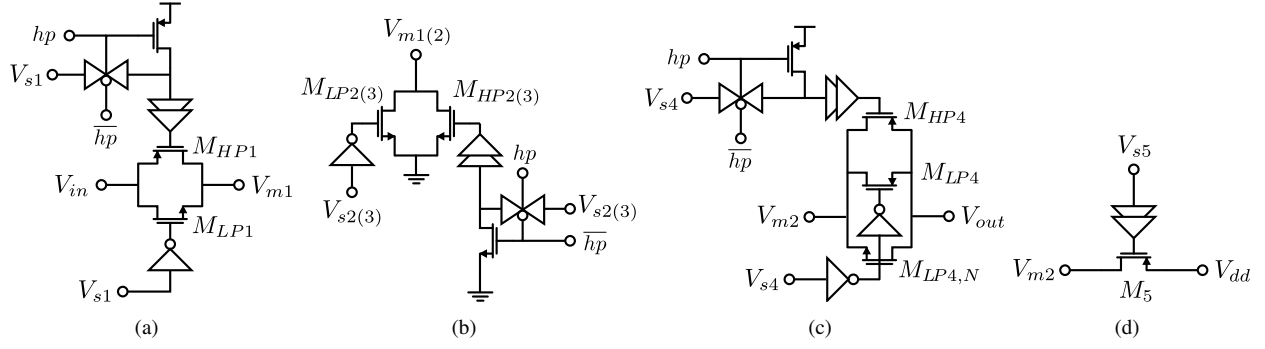 hp
V_{s1}
\overline{hp}
M_{HP1}
V_{in}
V_{m1}
M_{LP1}
V_{s1}
(a)
V_{m1(2)}
M_{LP2(3)}
M_{HP2(3)}
hp
V_{s2(3)}
V_{s2(3)}
\overline{hp}
(b)
hp
V_{s4}
\overline{hp}
M_{HP4}
M_{LP4}
V_{m2}
V_{out}
V_{s4}
M_{LP4,N}
(c)
V_{s5}
V_{m2}
V_{dd}
M_5
(d)